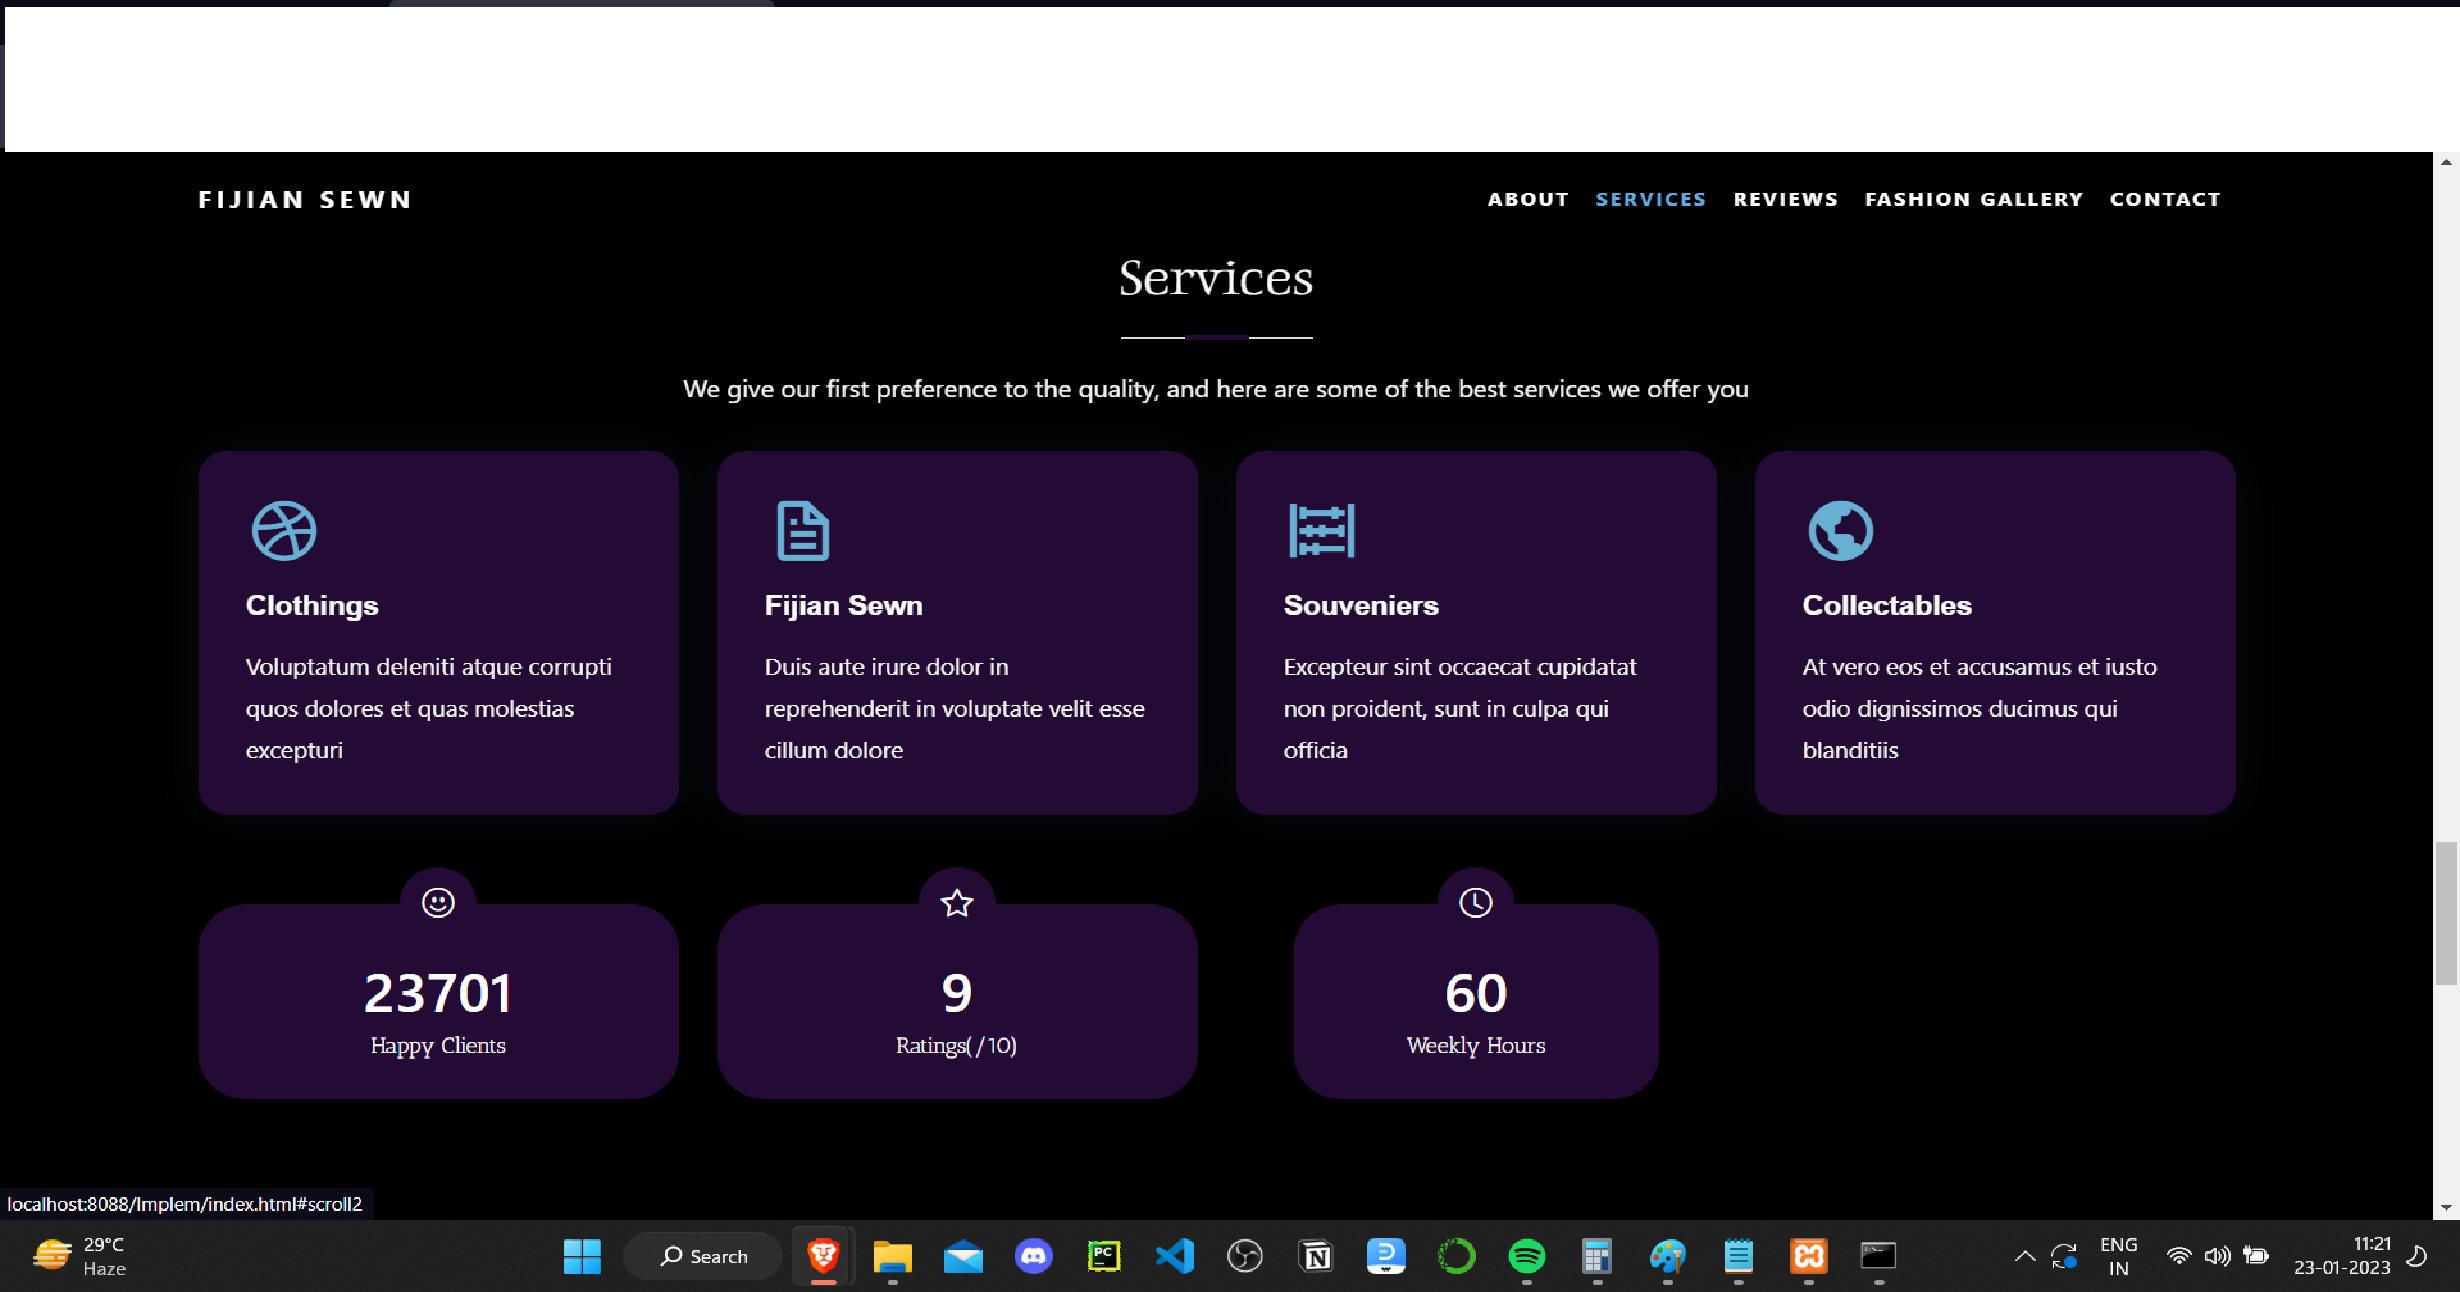 FIJIAN SEWN
ABOUT SERVICES REVIEWS FASHION GALLERY CONTACT
Services
We give our first preference to the quality, and here are some of the best services we offer you
Clothings
Voluptatum deleniti atque corrupti
quos dolores et quas molestias
excepturi
Fijian Sewn
Duis aute irure dolor in
reprehenderit in voluptate velit esse
cillum dolore
Souveniers
Excepteur sint occaecat cupidatat
non proident, sunt in culpa qui
officia
Collectables
At vero eos et accusamus et iusto
odio dignissimos ducimus qui
blanditiis
23701
Happy Clients
9
Ratings( /10)
60
Weekly Hours
localhost:8088/Implem/index.html#scroll2
29°C
Haze
Search
PC
N
ENG
IN
11:21
23-01-2023